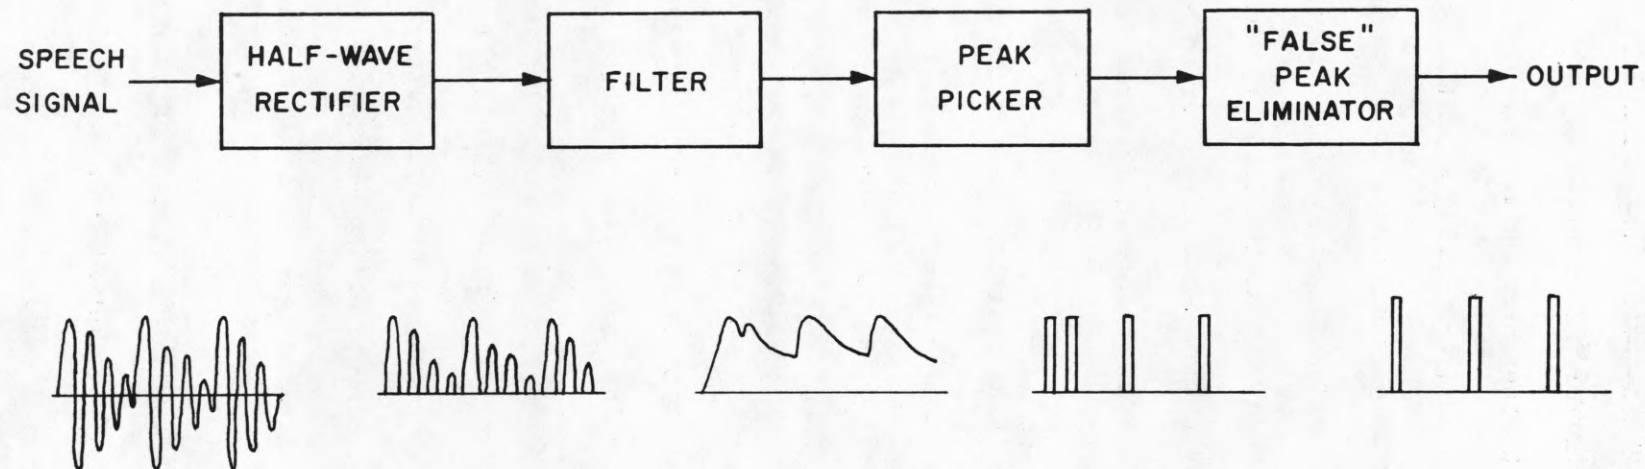 SPEECH
SIGNAL
HALF-WAVE
RECTIFIER
FILTER
PEAK
PICKER
"FALSE"
PEAK
ELIMINATOR
OUTPUT